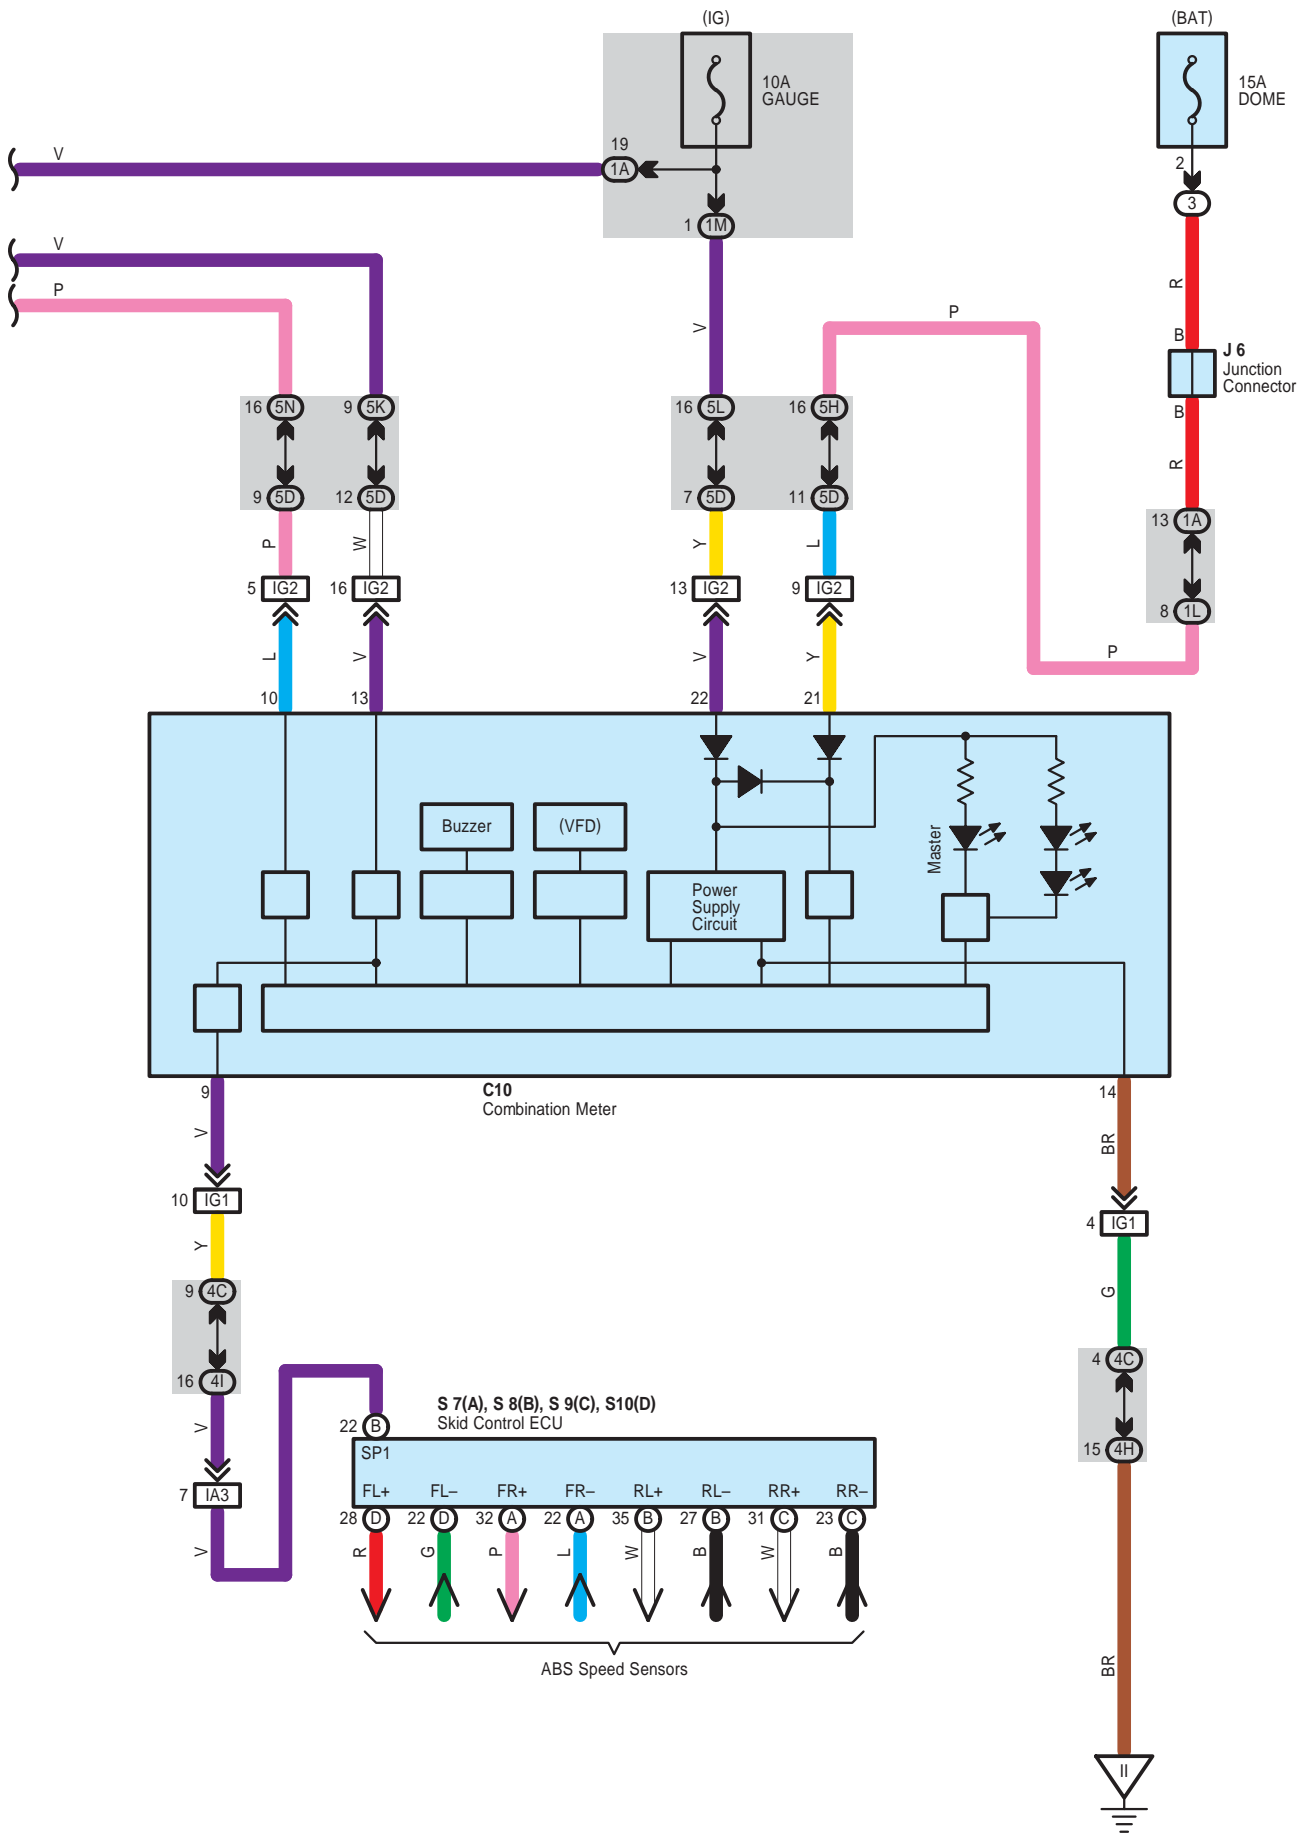 (IG)
(BAT)
10A
GAUGE
15A
DOME
19
V
1A
2
3
1 1M
V
P
R
V
P
B
J 6
Junction
Connector
16 5N
9 5K
16 5L
16 5H
B
R
9 5D
12 5D
7 5D
11 5D
13 1A
P
W
Y
L
5 IG2
16 IG2
13 IG2
9 IG2
8 1L
L
V
V
Y
P
10
13
22
21
Buzzer
(VFD)
Master
Power
Supply
Circuit
9
C10
Combination Meter
14
V
BR
10 IG1
4 IG1
Y
G
9 4C
4 4C
16 4I
S 7(A), S 8(B), S 9(C), S10(D)
Skid Control ECU
V
22 B
15 4H
SP1
7 IA3
FL+ FL– FR+ FR– RL+ RL– RR+ RR–
28 D 22 D 32 A 22 A 35 B 27 B 31 C 23 C
V
R G P L W B W B
ABS Speed Sensors
BR
II